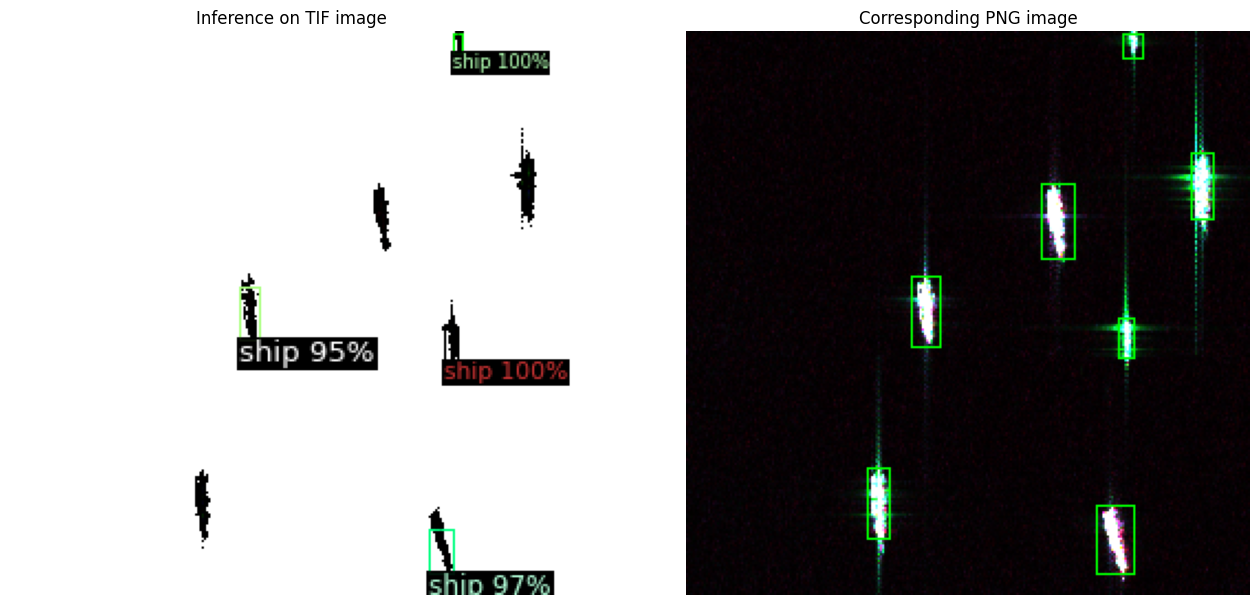 Inference on TIF image
Corresponding PNG image
ship 100%
ship 95%
ship 100%
ship 97%